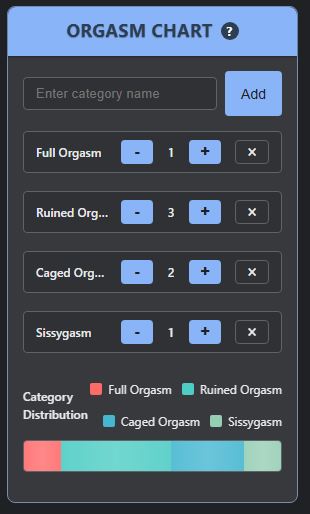 ORGASM CHART ?
Enter category name Add
Full Orgasm - 1 + ×
Ruined Org... - 3 + ×
Caged Org... - 2 + ×
Sissygasm - 1 + ×
Category Distribution
Full Orgasm Ruined Orgasm
Caged Orgasm Sissygasm